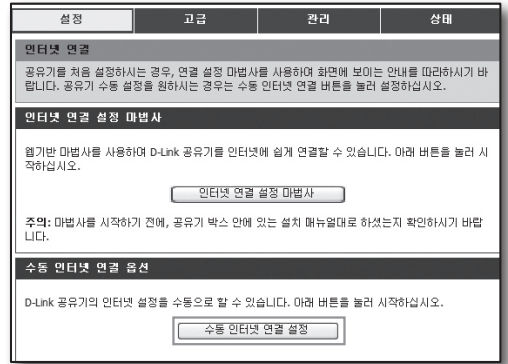 설정 고급 관리 상태
인터넷 연결
공유기를 처음 설정하시는 경우, 연결 설정 마법사를 사용하여 화면에 보이는 안내를 따라하시기 바
랍니다. 공유기 수동 설정을 원하시는 경우는 수동 인터넷 연결 버튼을 눌러 설정하십시오.
인터넷 연결 설정 마법사
웹기반 마법사를 사용하여 D-Link 공유기를 인터넷에 쉽게 연결할 수 있습니다. 아래 버튼을 눌러 시
작하십시오.
인터넷 연결 설정 마법사
주의: 마법사를 시작하기 전에, 공유기 박스 안에 있는 설치 매뉴얼대로 하셨는지 확인하시기 바랍
니다.
수동 인터넷 연결 옵션
D-Link 공유기의 인터넷 설정을 수동으로 할 수 있습니다. 아래 버튼을 눌러 시작하십시오.
수동 인터넷 연결 설정